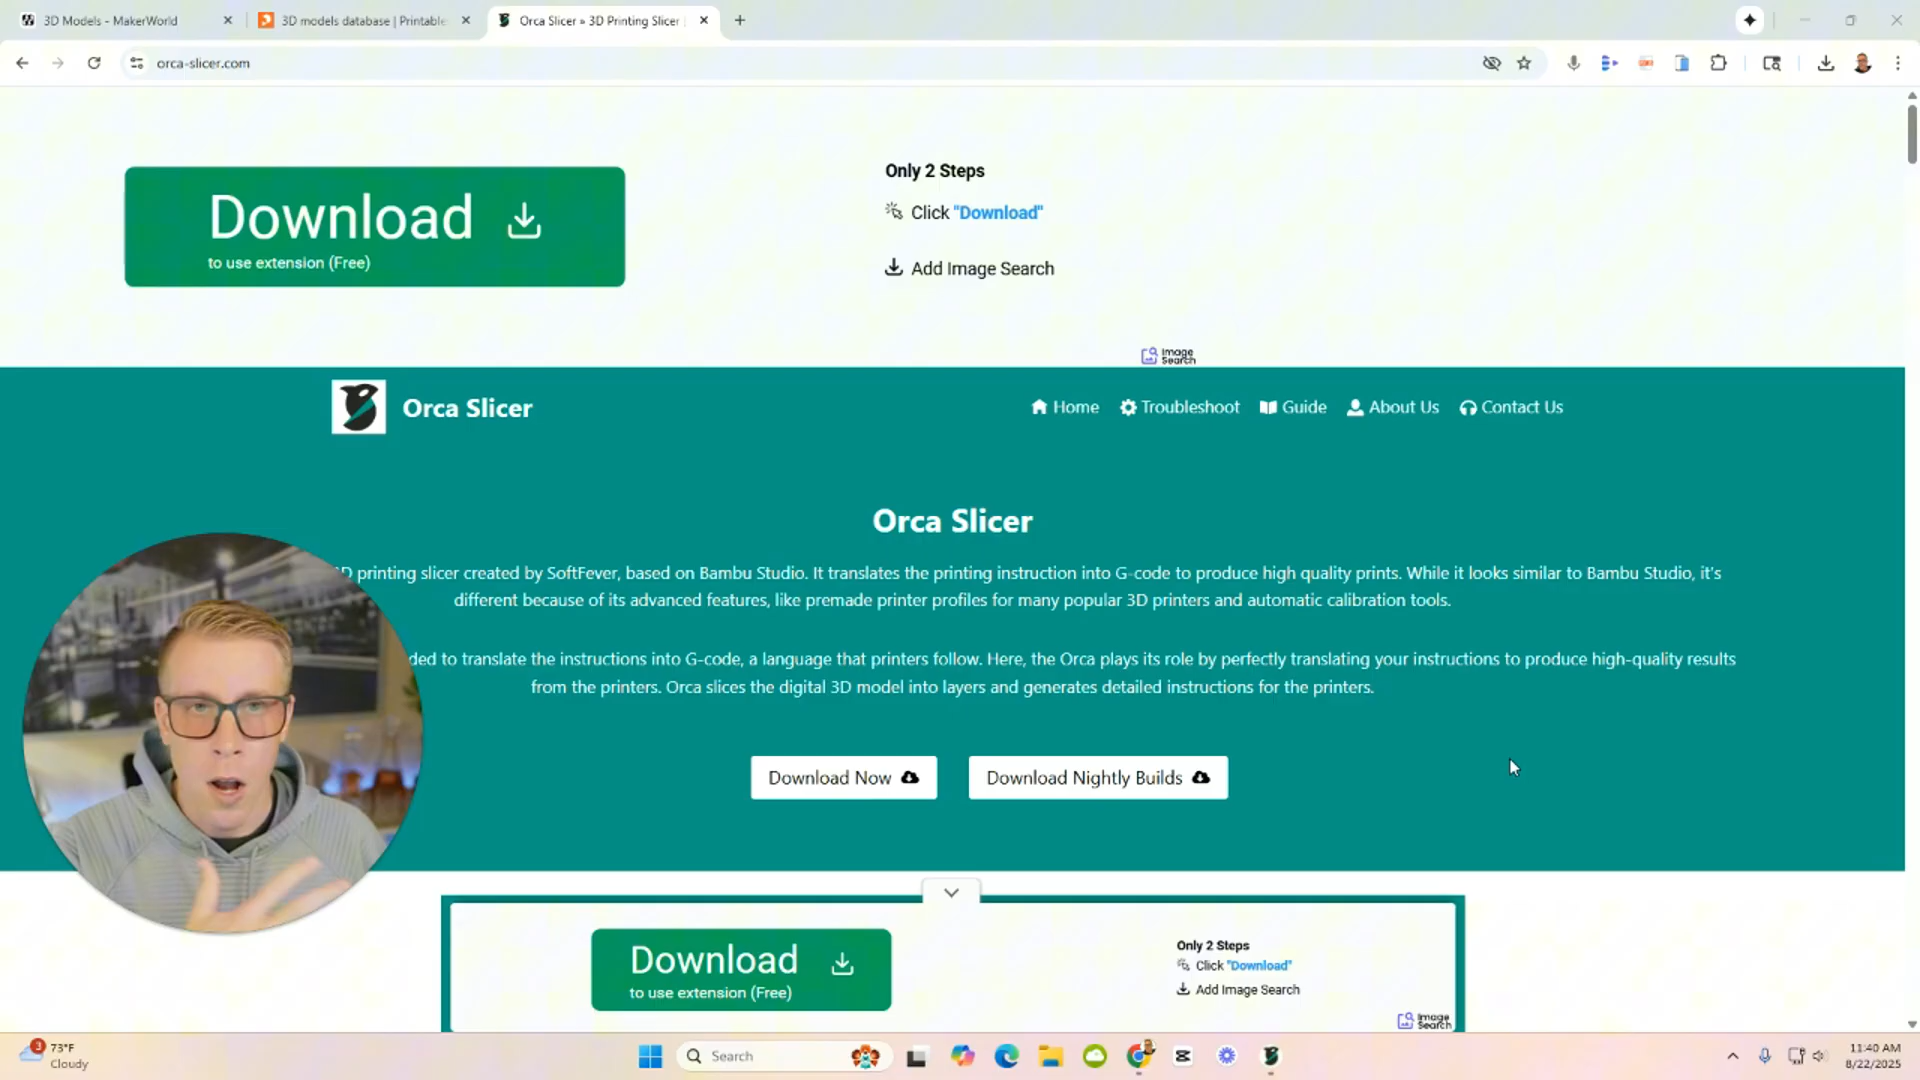 3D Models - MakerWorld
3D models database | Printable
Orca Slicer » 3D Printing Slicer
orca-slicer.com
Download
to use extension (Free)
Only 2 Steps
Click "Download"
Add Image Search
Image
Search
Orca Slicer
Home
Troubleshoot
Guide
About Us
Contact Us
Orca Slicer
3D printing slicer created by SoftFever, based on Bambu Studio. It translates the printing instruction into G-code to produce high quality prints. While it looks similar to Bambu Studio, it's
different because of its advanced features, like premade printer profiles for many popular 3D printers and automatic calibration tools.
ded to translate the instructions into G-code, a language that printers follow. Here, the Orca plays its role by perfectly translating your instructions to produce high-quality results
from the printers. Orca slices the digital 3D model into layers and generates detailed instructions for the printers.
Download Now
Download Nightly Builds
Download
to use extension (Free)
Only 2 Steps
Click "Download"
Add Image Search
Image
Search
3
73°F
Cloudy
Search
11:40 AM
8/22/2025